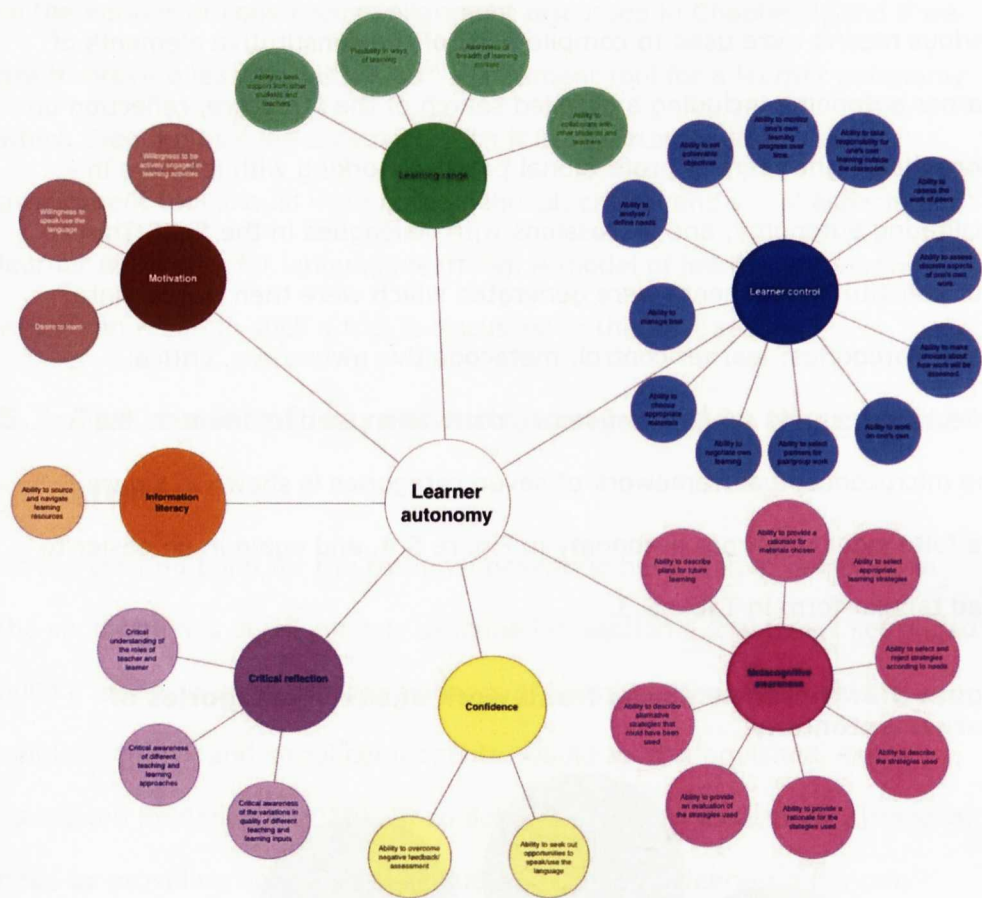 Learner
autonomy
Motivation
Willingness to be
actively engaged in
learning activities
Willingness to
speak/use the
language
Desire to learn
Learning range
Ability to seek
support from other
students and
teachers
Flexibility in ways
of learning
Awareness of
breadth of learning
content
Ability to
collaborate with
other students and
teachers
Learner control
Ability to set
achievable
objectives
Ability to monitor
one's own
learning
progress over
time
Ability to take
responsibility for
one's own
learning outside
the classroom
Ability to
assess the
work of peers
Ability to assess
discrete aspects
of one's own
work
Ability to make
choices about
how work will be
assessed
Ability to work
on one's own
Ability to select
partners for
pair/group work
Ability to
negotiate own
learning
Ability to
choose
appropriate
materials
Ability to
manage time
Ability to
analyse /
define needs
Information
literacy
Ability to source
and navigate
learning
resources
Critical reflection
Critical
understanding of
the roles of
teacher and
learner
Critical awareness
of different
teaching and
learning
approaches
Critical awareness
of the variations in
quality of different
teaching and
learning inputs
Confidence
Ability to overcome
negative feedback/
assessment
Ability to seek out
opportunities to
speak/use the
language
Metacognitive
awareness
Ability to describe
plans for future
learning
Ability to provide a
rationale for
materials chosen
Ability to select
appropriate
learning strategies
Ability to select and
reject strategies
according to needs
Ability to describe
the strategies used
Ability to provide a
rationale for the
stategies used
Ability to provide
an evaluation of
the strategies used
Ability to describe
alternative
strategies that
could have been
used